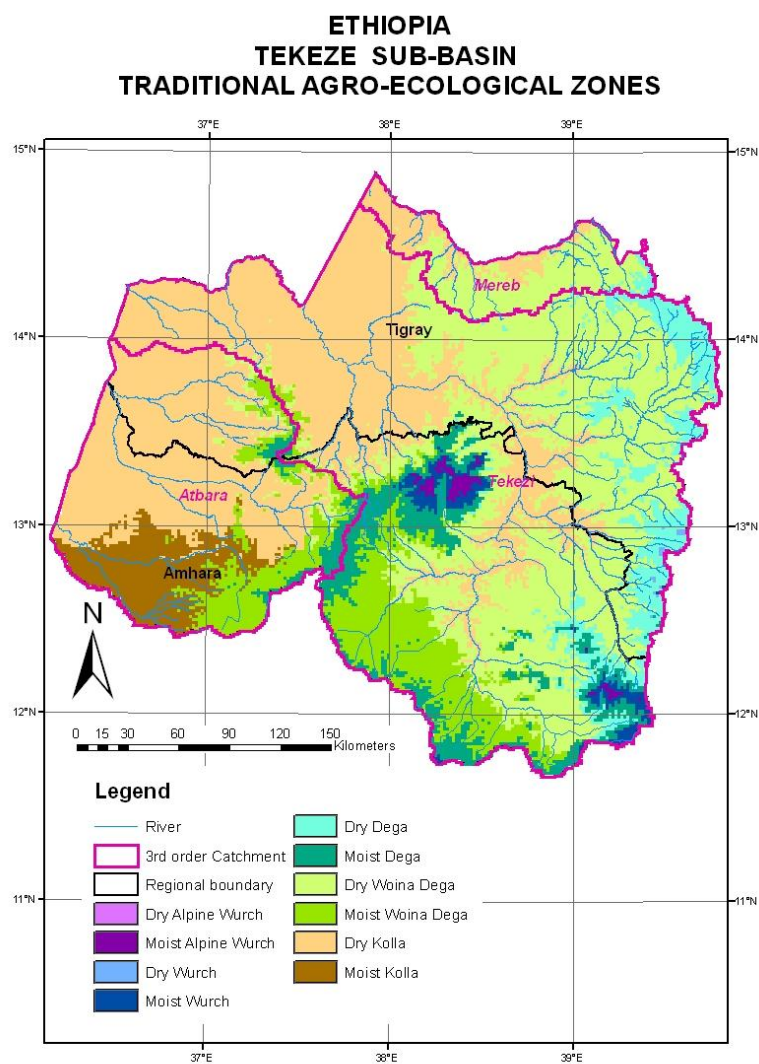 ETHIOPIA
TEKEZE SUB-BASIN
TRADITIONAL AGRO-ECOLOGICAL ZONES
37°E 38°E 39°E
15°N 15°N
Mereb
14°N Tigray 14°N
Atbara Tekezi
13°N 13°N
Amhara
N
12°N 12°N
0 15 30 60 90 120 150
Kilometers
Legend
River
3rd order Catchment
Regional boundary
Dry Alpine Wurch
Moist Alpine Wurch
Dry Wurch
Moist Wurch
Dry Dega
Moist Dega
Dry Woina Dega
Moist Woina Dega
Dry Kolla
Moist Kolla
11°N 11°N
37°E 38°E 39°E